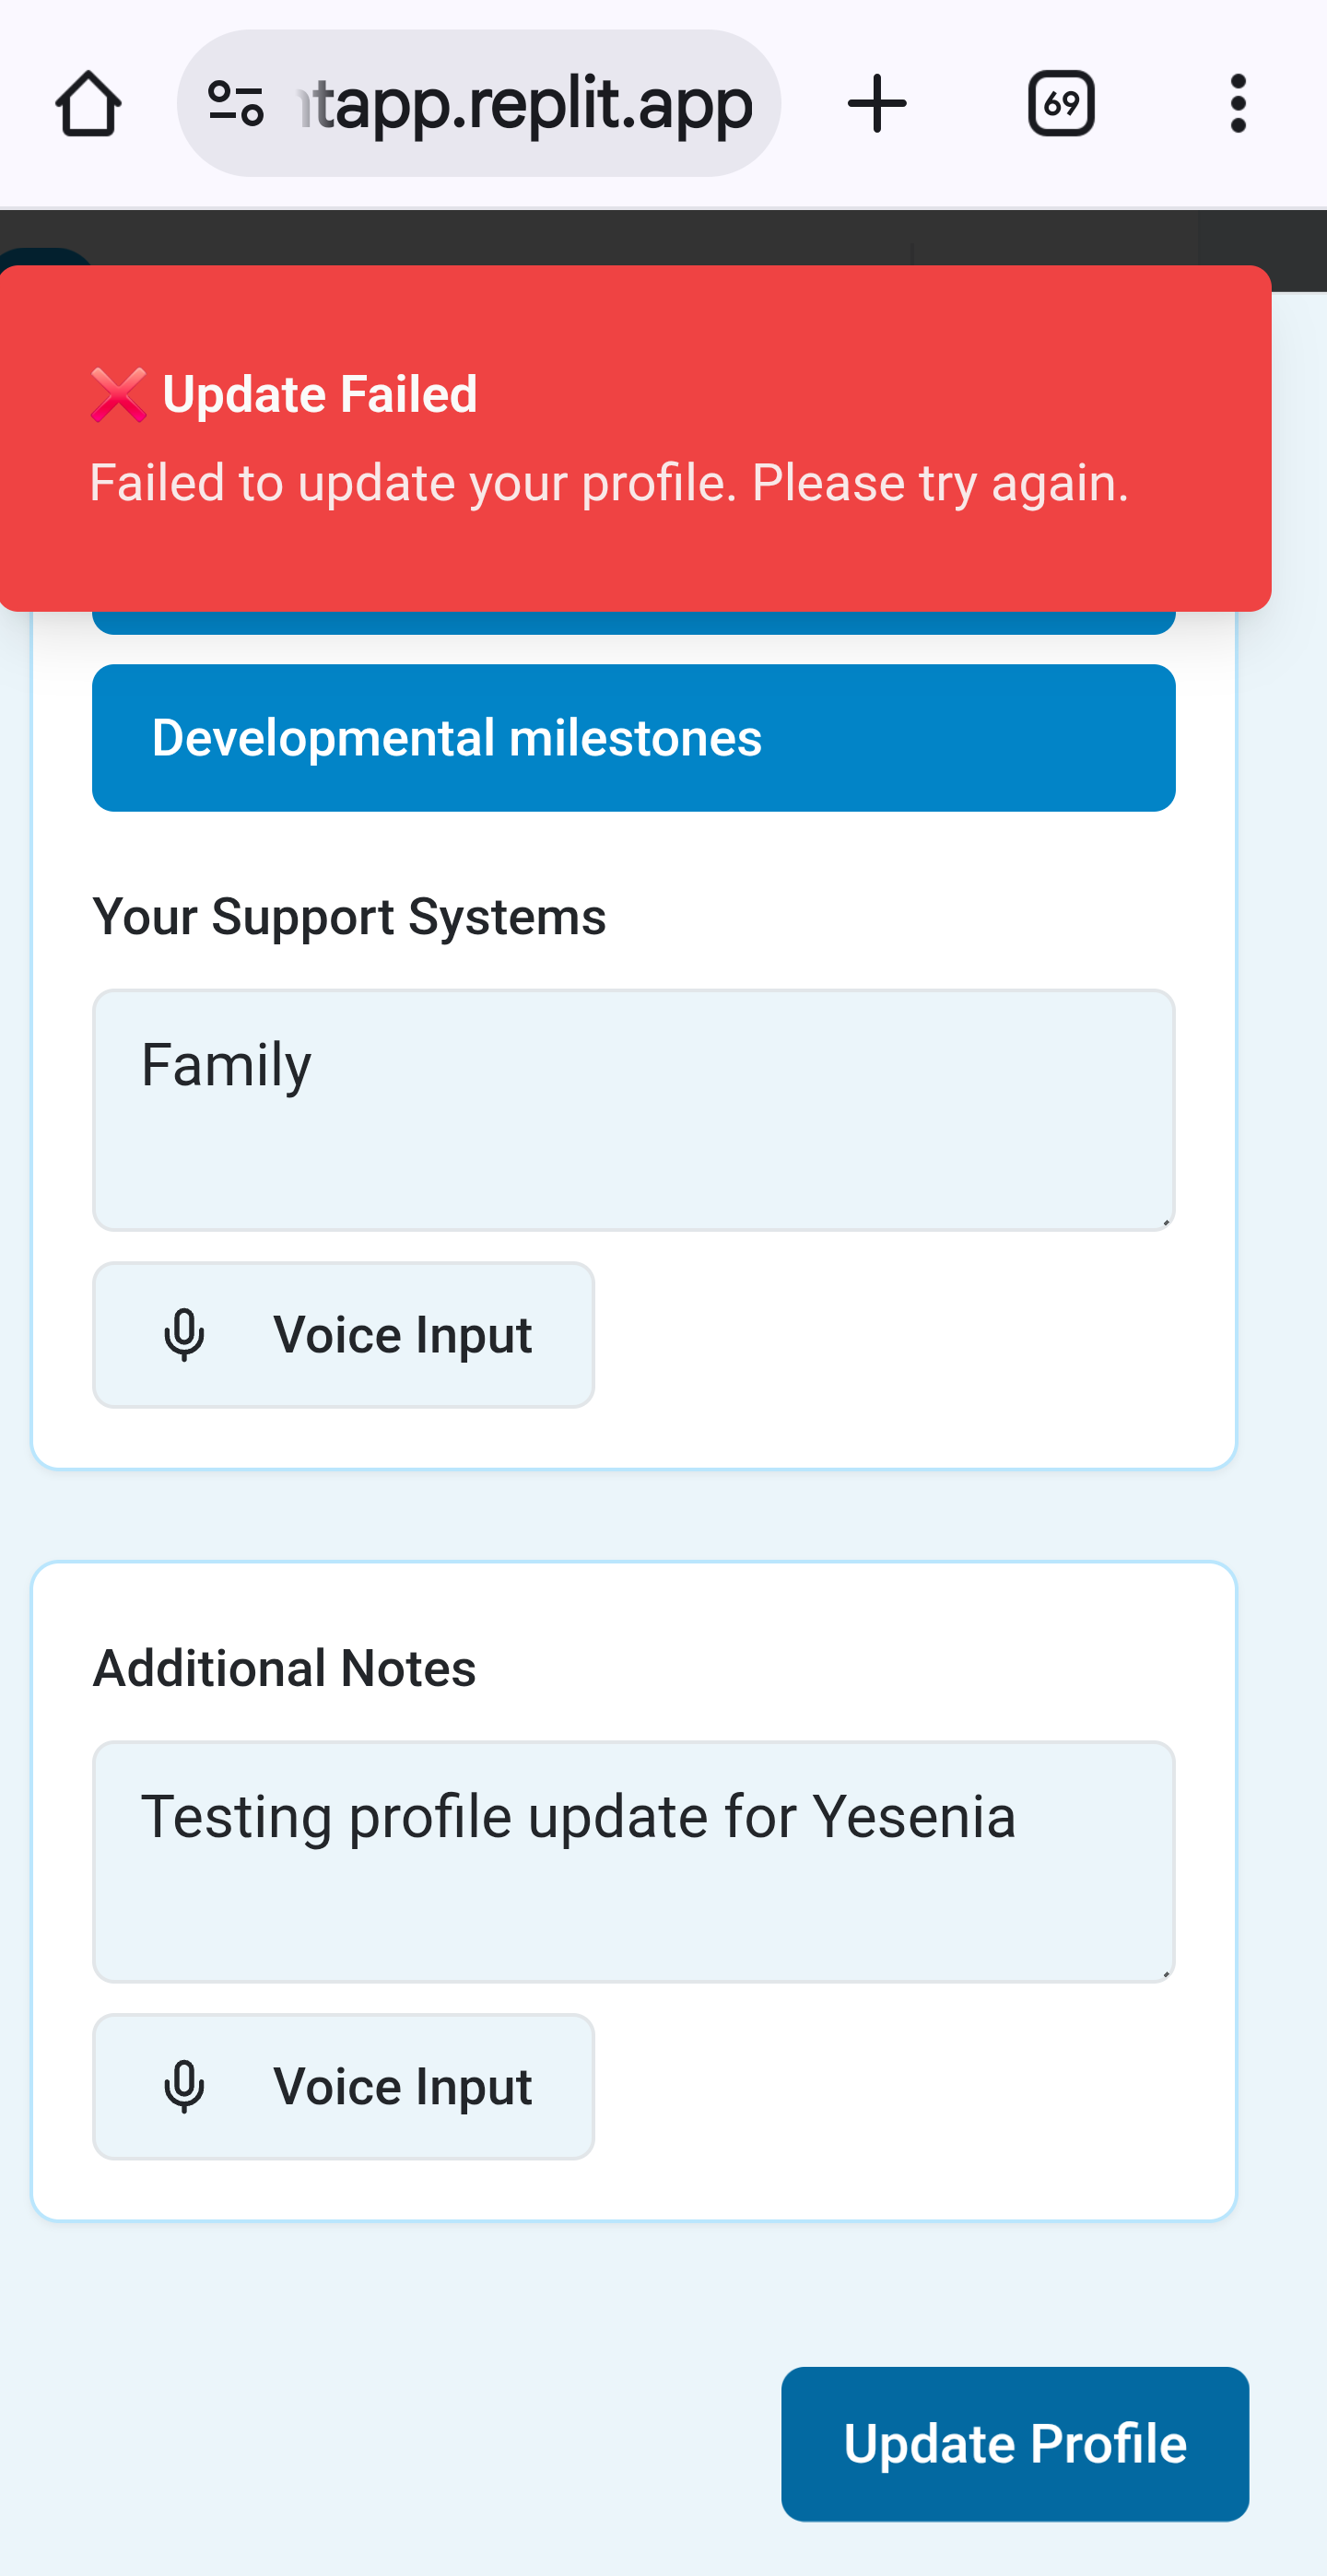 tapp.replit.app
69
❌ Update Failed
Failed to update your profile. Please try again.
Developmental milestones
Your Support Systems
Family
Voice Input
Additional Notes
Testing profile update for Yesenia
Voice Input
Update Profile